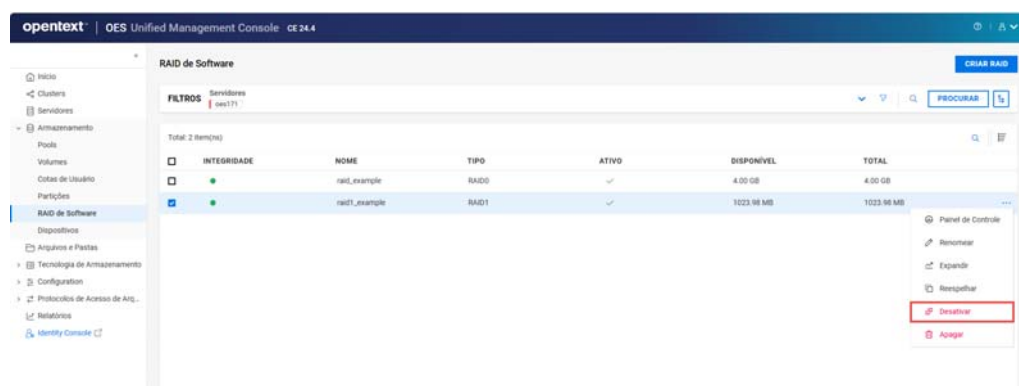 opentext™ | OES Unified Management Console CE 24.4
Início
Clusters
Servidores
Armazenamento
Pools
Volumes
Cotas de Usuário
Partições
RAID de Software
Dispositivos
Arquivos e Pastas
Tecnologia de Armazenamento
Configuration
Protocolos de Acesso de Arq...
Relatórios
Identity Console
RAID de Software
CRIAR RAID
FILTROS Servidores
oes171
PROCURAR
Total: 2 Item(ns)
INTEGRIDADE NOME TIPO ATIVO DISPONÍVEL TOTAL
raid_example RAID0 4.00 GB 4.00 GB
raid1_example RAID1 1023.98 MB 1023.98 MB
Painel de Controle
Renomear
Expandir
Reespelhar
Desativar
Apagar